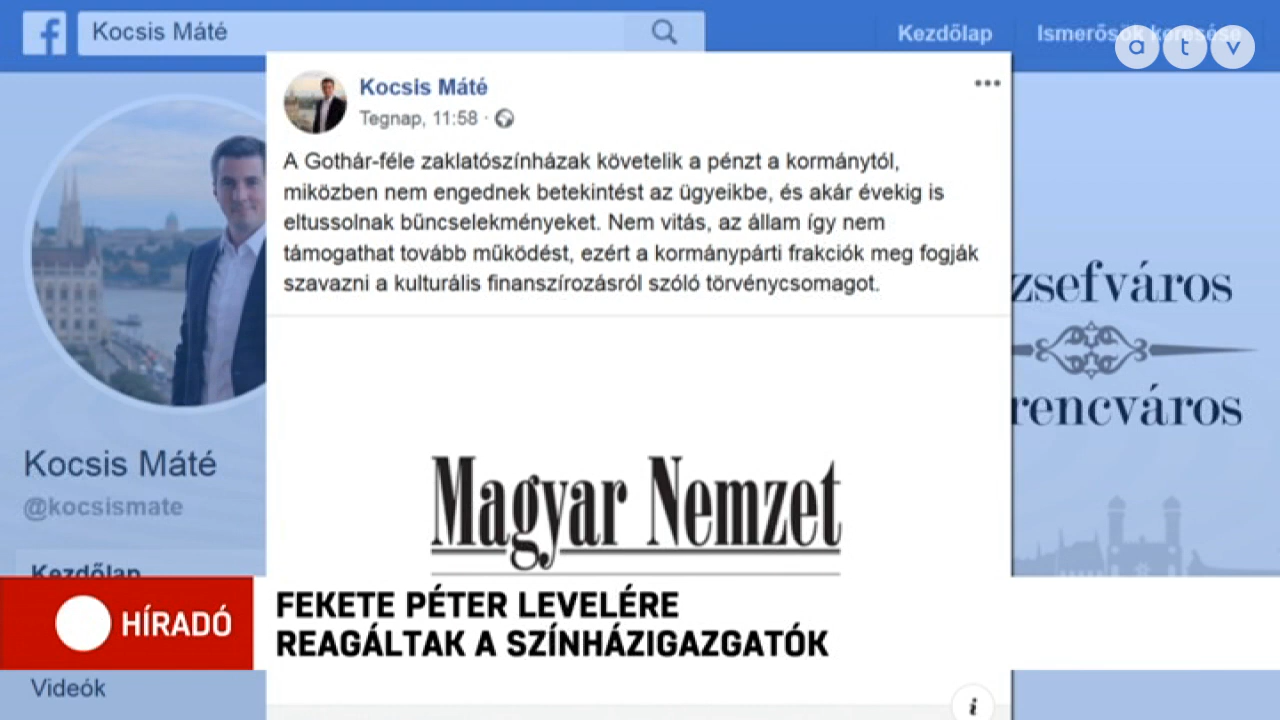 Kocsis Máté
Kezdőlap
Ismerősök keresése
a t v
Kocsis Máté
Tegnap, 11:58 ·
A Gothár-féle zaklatószínházak követelik a pénzt a kormánytól,
miközben nem engednek betekintést az ügyeikbe, és akár évekig is
eltussolnak bűncselekményeket. Nem vitás, az állam így nem
támogathat tovább működést, ezért a kormánypárti frakciók meg fogják
szavazni a kulturális finanszírozásról szóló törvénycsomagot.
zsefváros
rencváros
Kocsis Máté
@kocsismate
Kezdőlap
Magyar Nemzet
HÍRADÓ
FEKETE PÉTER LEVELÉRE
REAGÁLTAK A SZÍNHÁZIGAZGATÓK
Videók
i